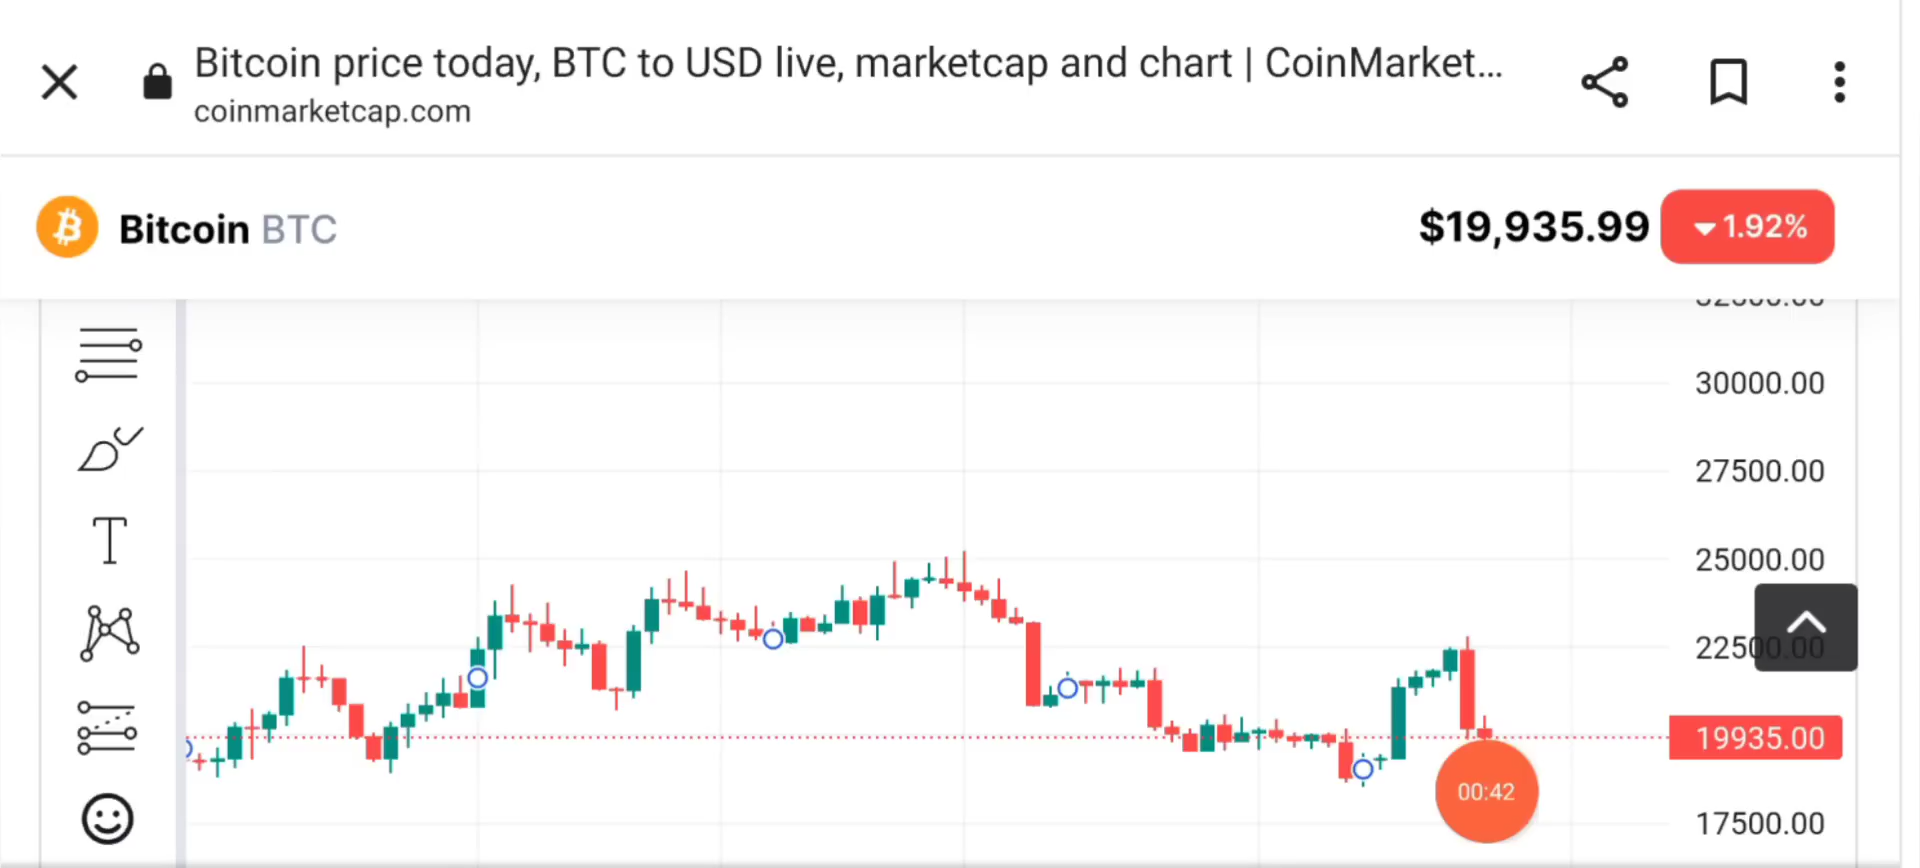 Bitcoin price today, BTC to USD live, marketcap and chart | CoinMarket...
coinmarketcap.com
Bitcoin BTC
$19,935.99 1.92%
30000.00
27500.00
T
25000.00
22500.00
19935.00
00:42
17500.00